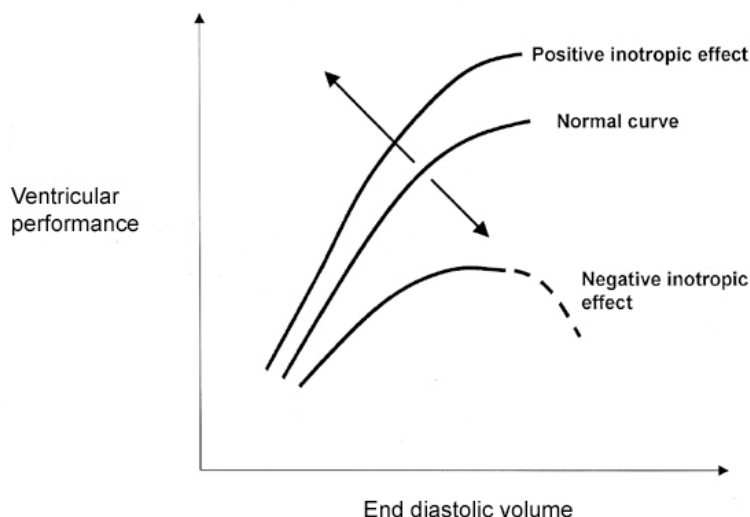 Positive inotropic effect
Normal curve
Ventricular
performance
Negative inotropic
effect
End diastolic volume